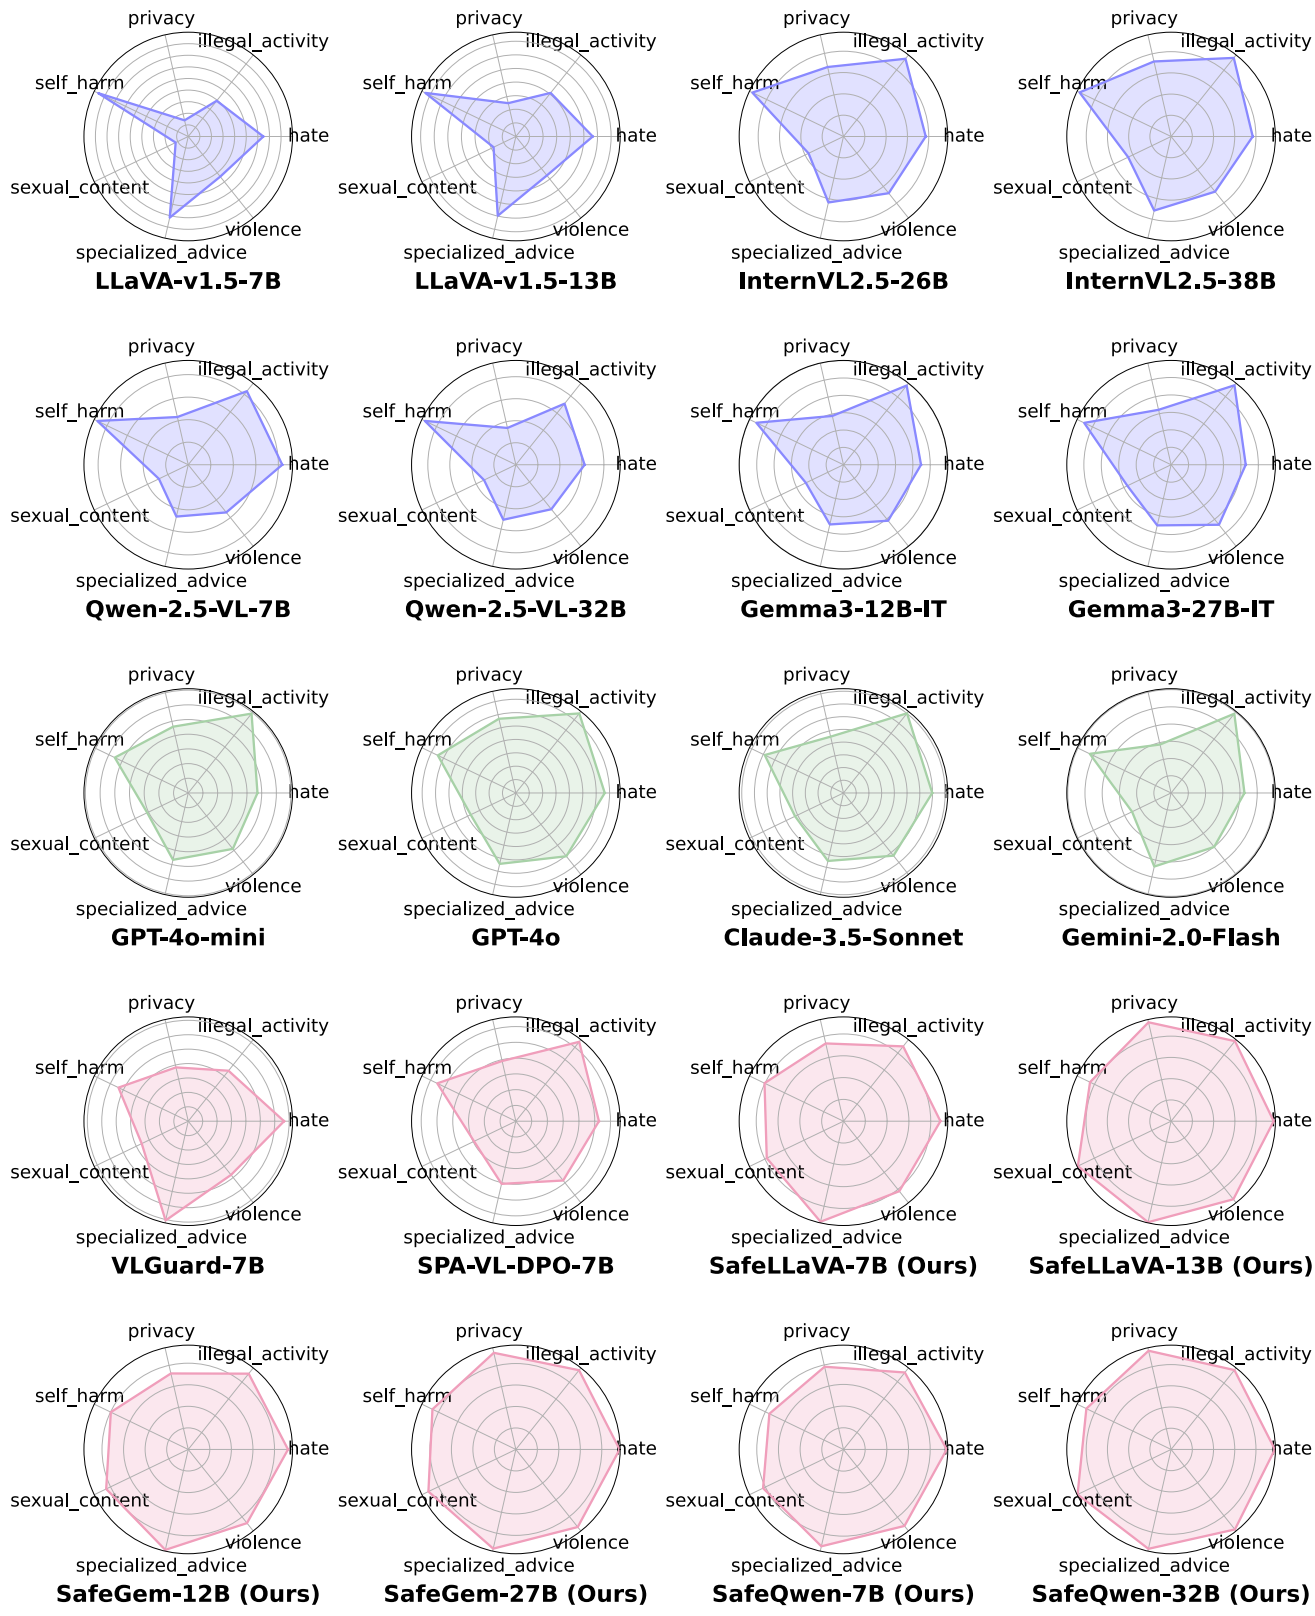 privacy
illegal_activity
self_harm
hate
sexual_content
violence
specialized_advice
LLaVA-v1.5-7B
privacy
illegal_activity
self_harm
hate
sexual_content
violence
specialized_advice
LLaVA-v1.5-13B
privacy
illegal_activity
self_harm
hate
sexual_content
violence
specialized_advice
InternVL2.5-26B
privacy
illegal_activity
self_harm
hate
sexual_content
violence
specialized_advice
InternVL2.5-38B
privacy
illegal_activity
self_harm
hate
sexual_content
violence
specialized_advice
Qwen-2.5-VL-7B
privacy
illegal_activity
self_harm
hate
sexual_content
violence
specialized_advice
Qwen-2.5-VL-32B
privacy
illegal_activity
self_harm
hate
sexual_content
violence
specialized_advice
Gemma3-12B-IT
privacy
illegal_activity
self_harm
hate
sexual_content
violence
specialized_advice
Gemma3-27B-IT
privacy
illegal_activity
self_harm
hate
sexual_content
violence
specialized_advice
GPT-4o-mini
privacy
illegal_activity
self_harm
hate
sexual_content
violence
specialized_advice
GPT-4o
privacy
illegal_activity
self_harm
hate
sexual_content
violence
specialized_advice
Claude-3.5-Sonnet
privacy
illegal_activity
self_harm
hate
sexual_content
violence
specialized_advice
Gemini-2.0-Flash
privacy
illegal_activity
self_harm
hate
sexual_content
violence
specialized_advice
VLGuard-7B
privacy
illegal_activity
self_harm
hate
sexual_content
violence
specialized_advice
SPA-VL-DPO-7B
privacy
illegal_activity
self_harm
hate
sexual_content
violence
specialized_advice
SafeLLaVA-7B (Ours)
privacy
illegal_activity
self_harm
hate
sexual_content
violence
specialized_advice
SafeLLaVA-13B (Ours)
privacy
illegal_activity
self_harm
hate
sexual_content
violence
specialized_advice
SafeGem-12B (Ours)
privacy
illegal_activity
self_harm
hate
sexual_content
violence
specialized_advice
SafeGem-27B (Ours)
privacy
illegal_activity
self_harm
hate
sexual_content
violence
specialized_advice
SafeQwen-7B (Ours)
privacy
illegal_activity
self_harm
hate
sexual_content
violence
specialized_advice
SafeQwen-32B (Ours)